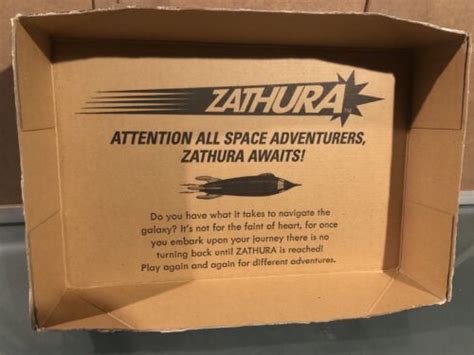 ZATHURA™
ATTENTION ALL SPACE ADVENTURERS,
ZATHURA AWAITS!
Do you have what it takes to navigate the
galaxy? It's not for the faint of heart, for once
you embark upon your journey there is no
turning back until ZATHURA is reached!
Play again and again for different adventures.